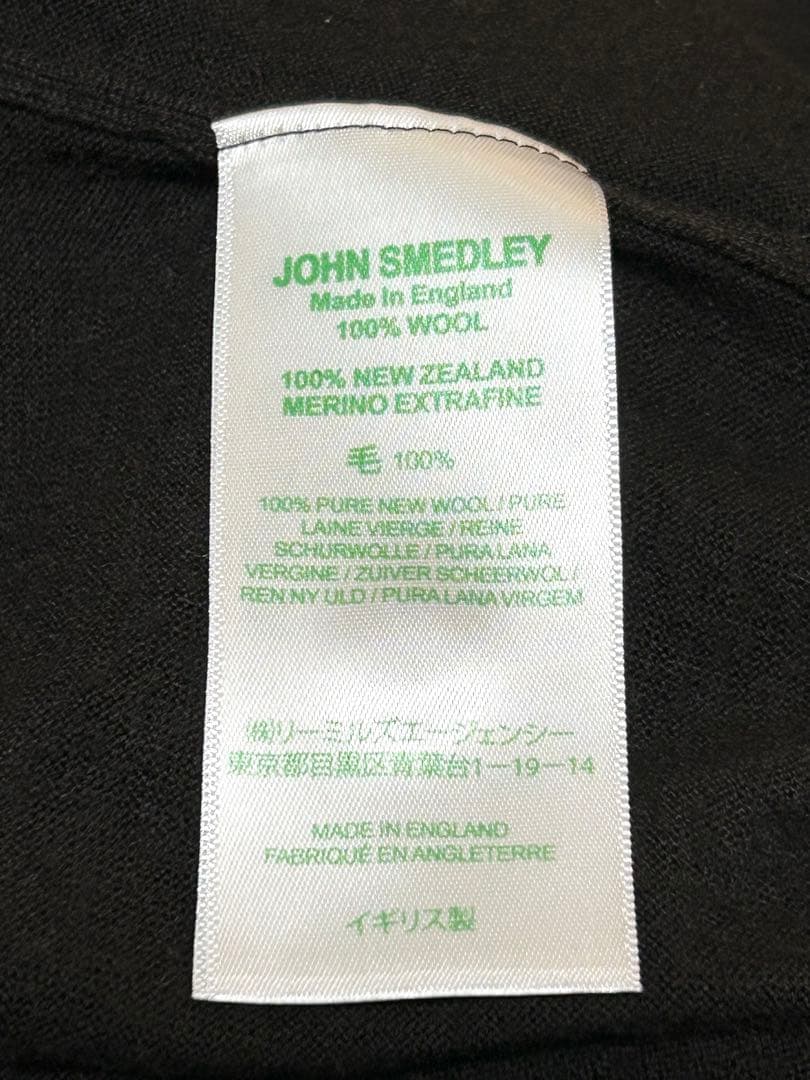 JOHN SMEDLEY
Made In England
100% WOOL
100% NEW ZEALAND
MERINO EXTRAFINE
毛 100%
100% PURE NEW WOOL / PURE
LAINE VIERGE / REINE
SCHURWOLLE / PURA LANA
VERGINE / ZUIVER SCHEERWOL /
REN NY ULD / PURA LANA VIRGEM
㈱リーミルズエージェンシー
東京都目黒区青葉台1-19-14
MADE IN ENGLAND
FABRIQUÉ EN ANGLETERRE
イギリス製